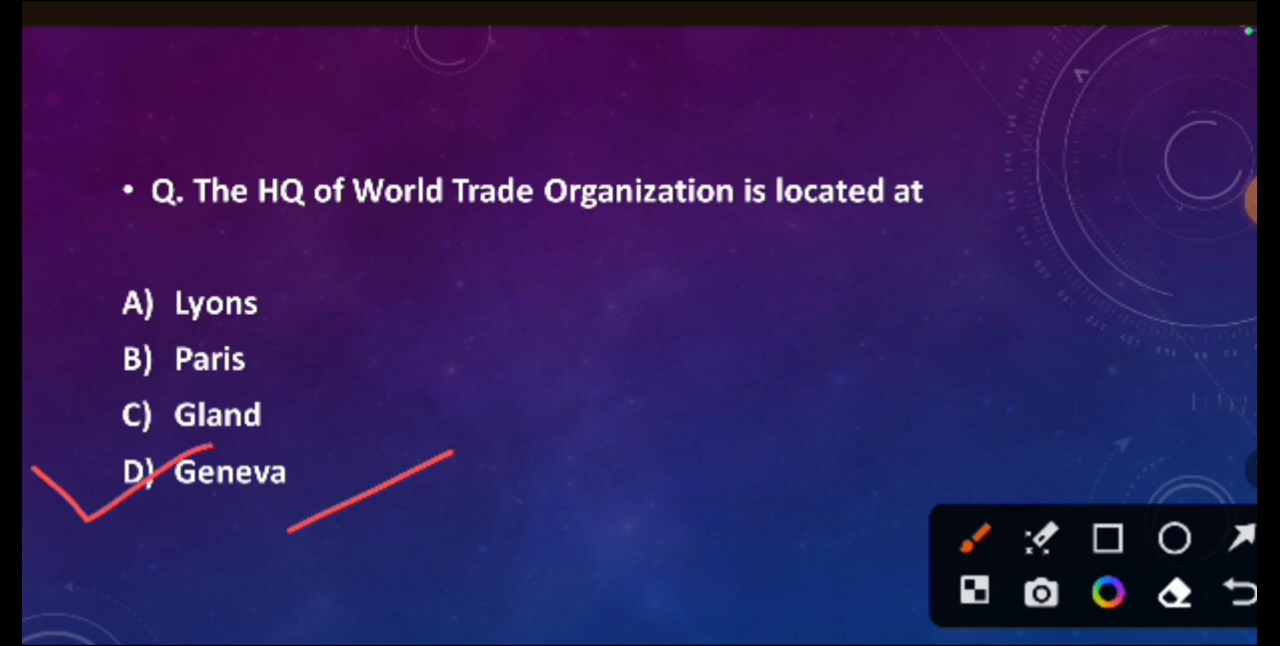 • Q. The HQ of World Trade Organization is located at
A) Lyons
B) Paris
C) Gland
D) Geneva